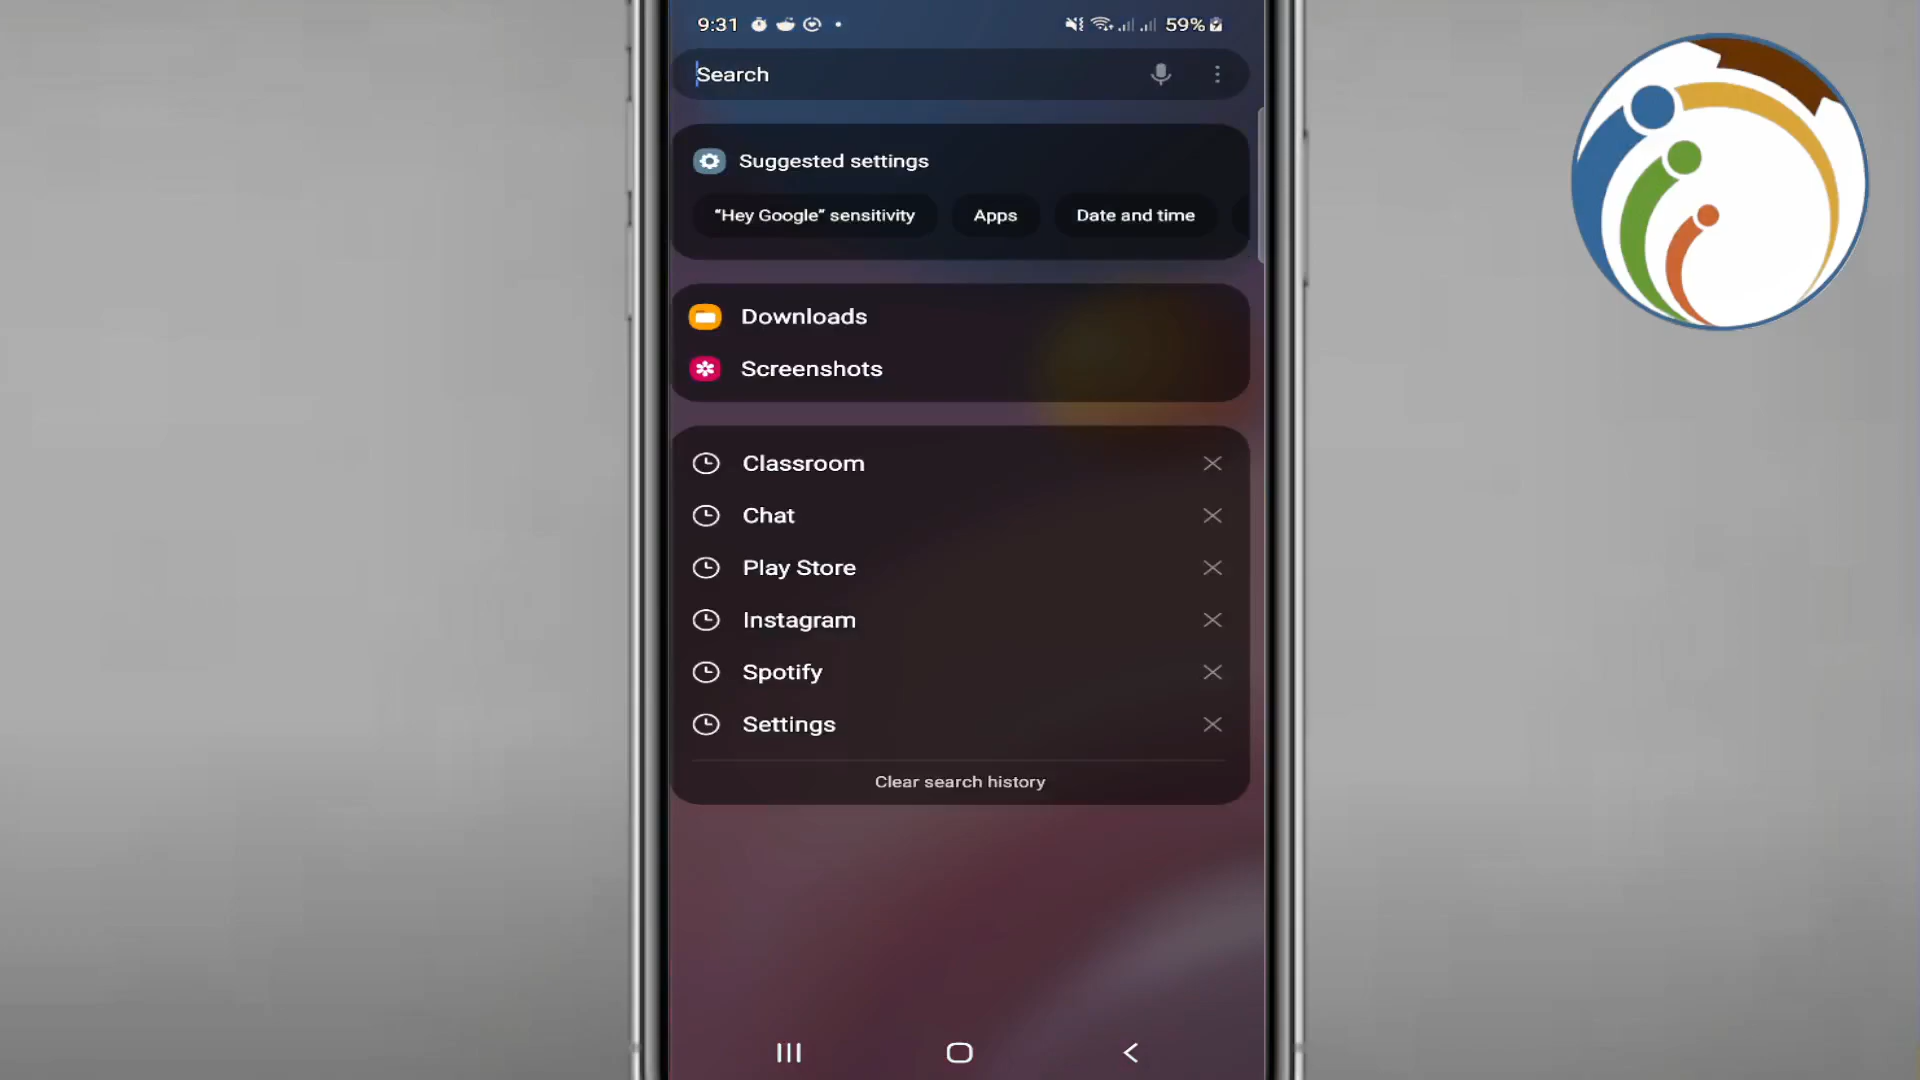 9:31 59%
Search
Suggested settings
“Hey Google” sensitivity Apps Date and time
Downloads
Screenshots
Classroom
Chat
Play Store
Instagram
Spotify
Settings
Clear search history